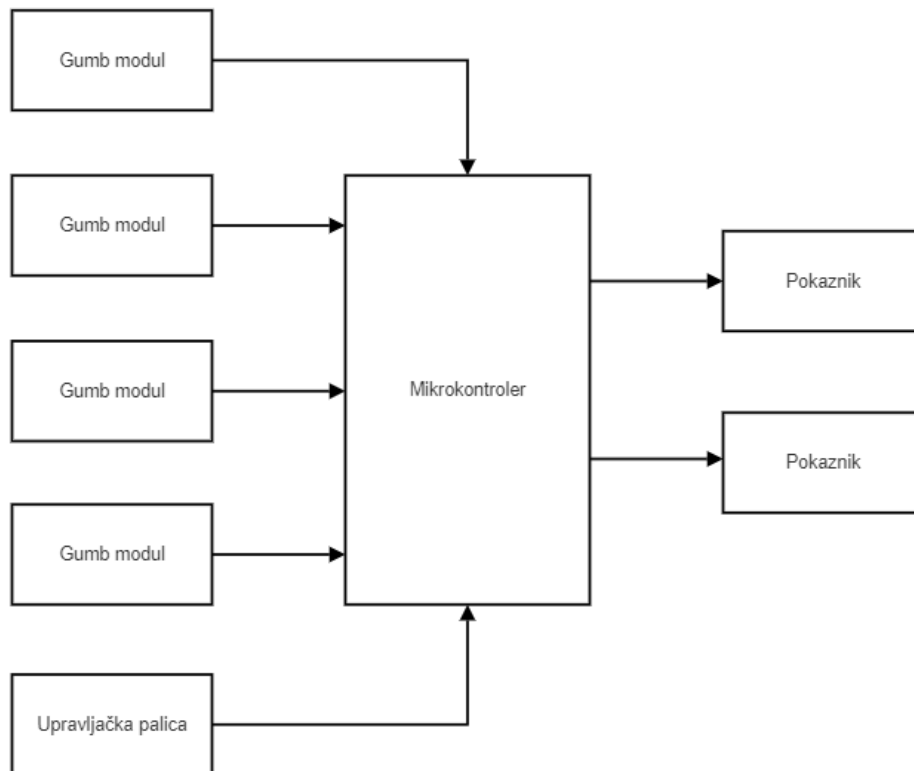 Gumb modul
Gumb modul
Pokaznik
Gumb modul
Mikrokontroler
Pokaznik
Gumb modul
Upravljačka palica